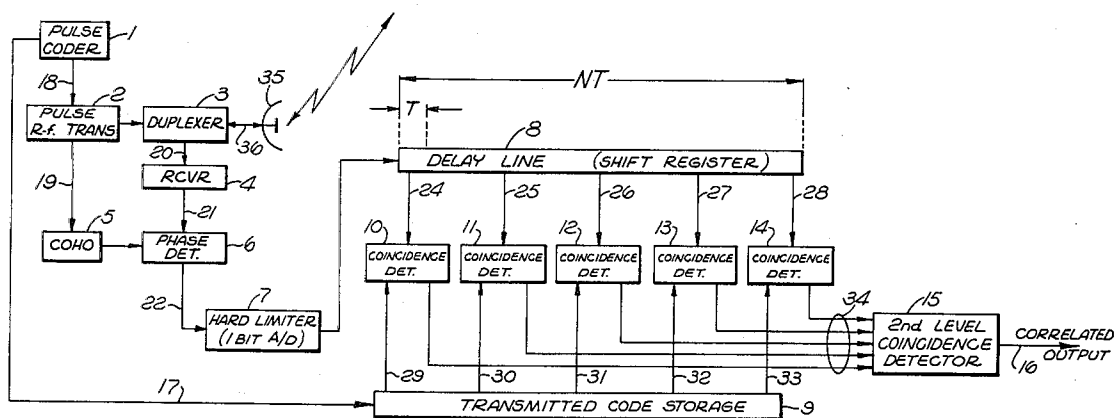 PULSE
CODER
1
18
2
PULSE
R-f. TRANS
3
DUPLEXER
35
36
20
RCVR
4
19
21
5
COHO
PHASE
DET.
6
22
7
HARD LIMITER
(1 BIT A/D)
NT
T
8
DELAY LINE (SHIFT REGISTER)
24
25
26
27
28
10
COINCIDENCE
DET.
11
COINCIDENCE
DET.
12
COINCIDENCE
DET.
13
COINCIDENCE
DET.
14
COINCIDENCE
DET.
34
15
2nd LEVEL
COINCIDENCE
DETECTOR
CORRELATED
OUTPUT
16
29
30
31
32
33
17
TRANSMITTED CODE STORAGE
9